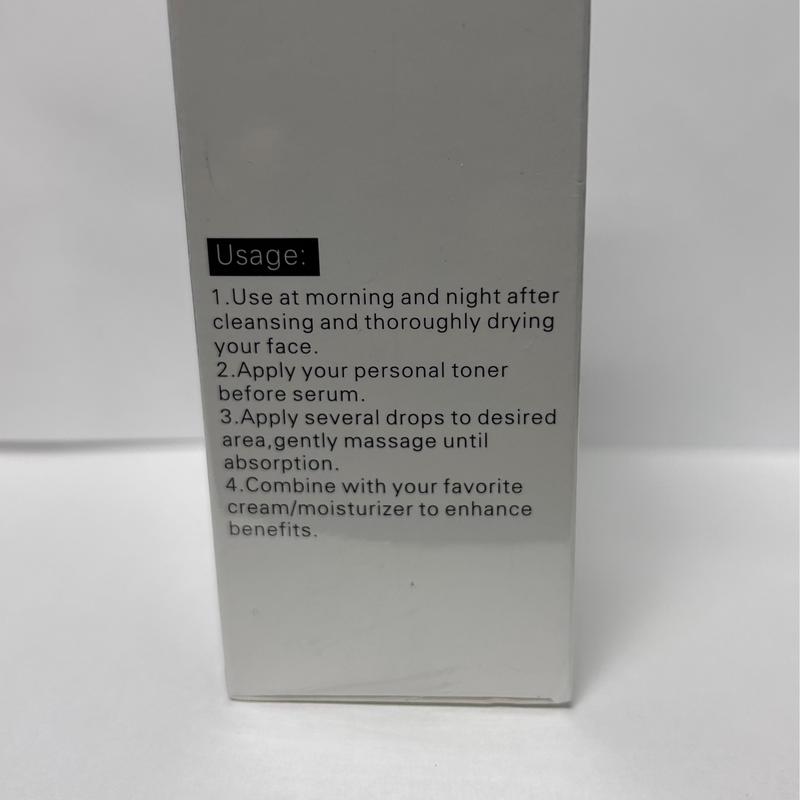 Usage:
1.Use at morning and night after
cleansing and thoroughly drying
your face.
2.Apply your personal toner
before serum.
3.Apply several drops to desired
area,gently massage until
absorption.
4.Combine with your favorite
cream/moisturizer to enhance
benefits.